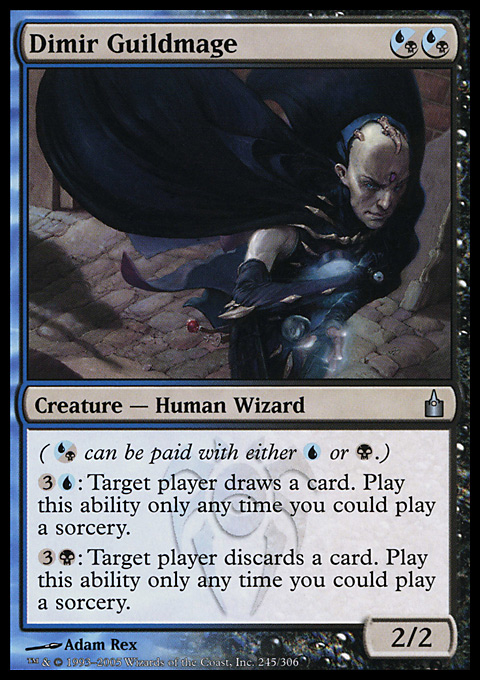 Dimir Guildmage
Creature — Human Wizard
( can be paid with either or .)
3: Target player draws a card. Play
this ability only any time you could play
a sorcery.
3: Target player discards a card. Play
this ability only any time you could play
a sorcery.
Adam Rex
™ & © 1993–2005 Wizards of the Coast, Inc. 245/306
2/2